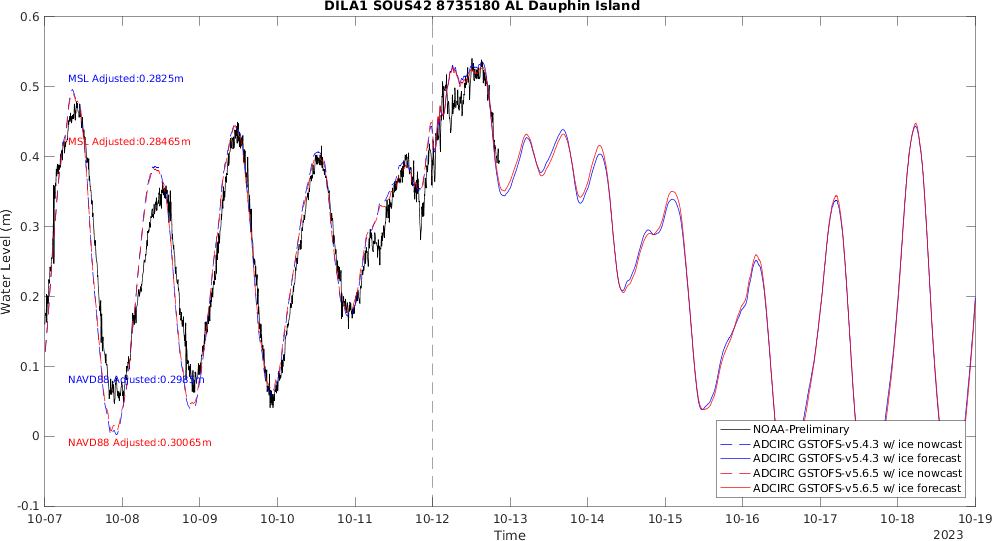 DILA1 SOUS42 8735180 AL Dauphin Island
Water Level (m)
0.6
0.5
0.4
0.3
0.2
0.1
0
-0.1
MSL Adjusted:0.2825m
MSL Adjusted:0.28465m
NAVD88 Adjusted:0.2985m
NAVD88 Adjusted:0.30065m
NOAA-Preliminary
ADCIRC GSTOFS-v5.4.3 w/ ice nowcast
ADCIRC GSTOFS-v5.4.3 w/ ice forecast
ADCIRC GSTOFS-v5.6.5 w/ ice nowcast
ADCIRC GSTOFS-v5.6.5 w/ ice forecast
10-07 10-08 10-09 10-10 10-11 10-12 10-13 10-14 10-15 10-16 10-17 10-18 10-19
Time
2023